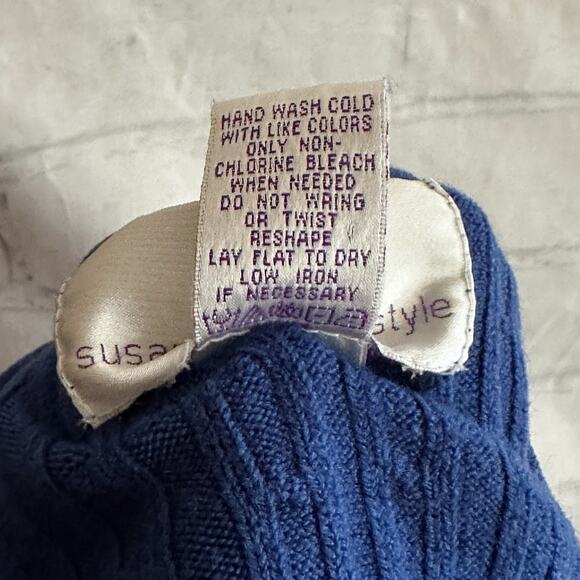 HAND WASH COLD
WITH LIKE COLORS
ONLY NON-
CHLORINE BLEACH
WHEN NEEDED
DO NOT WRING
OR TWIST
RESHAPE
LAY FLAT TO DRY
LOW IRON
IF NECESSARY
style